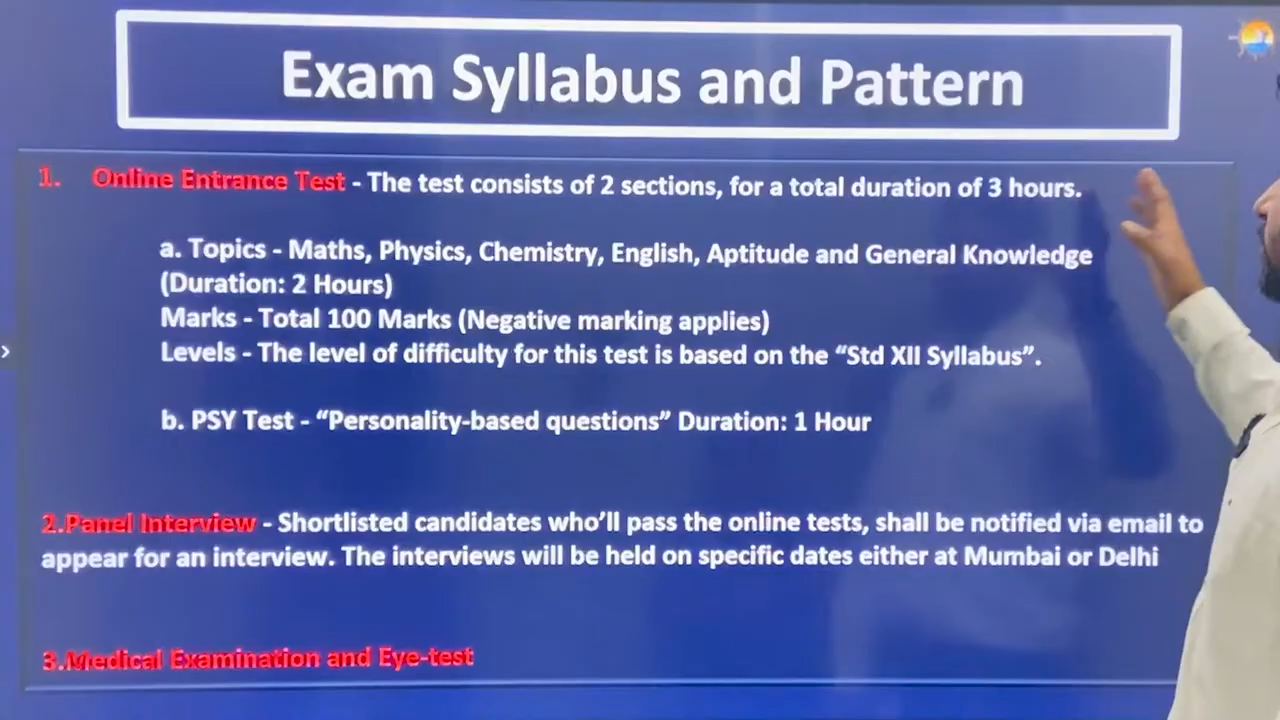 Exam Syllabus and Pattern
1. Online Entrance Test - The test consists of 2 sections, for a total duration of 3 hours.
a. Topics - Maths, Physics, Chemistry, English, Aptitude and General Knowledge
(Duration: 2 Hours)
Marks - Total 100 Marks (Negative marking applies)
Levels - The level of difficulty for this test is based on the “Std XII Syllabus”.
b. PSY Test - “Personality-based questions” Duration: 1 Hour
2.Panel Interview - Shortlisted candidates who’ll pass the online tests, shall be notified via email to
appear for an interview. The interviews will be held on specific dates either at Mumbai or Delhi
3.Medical Examination and Eye-test